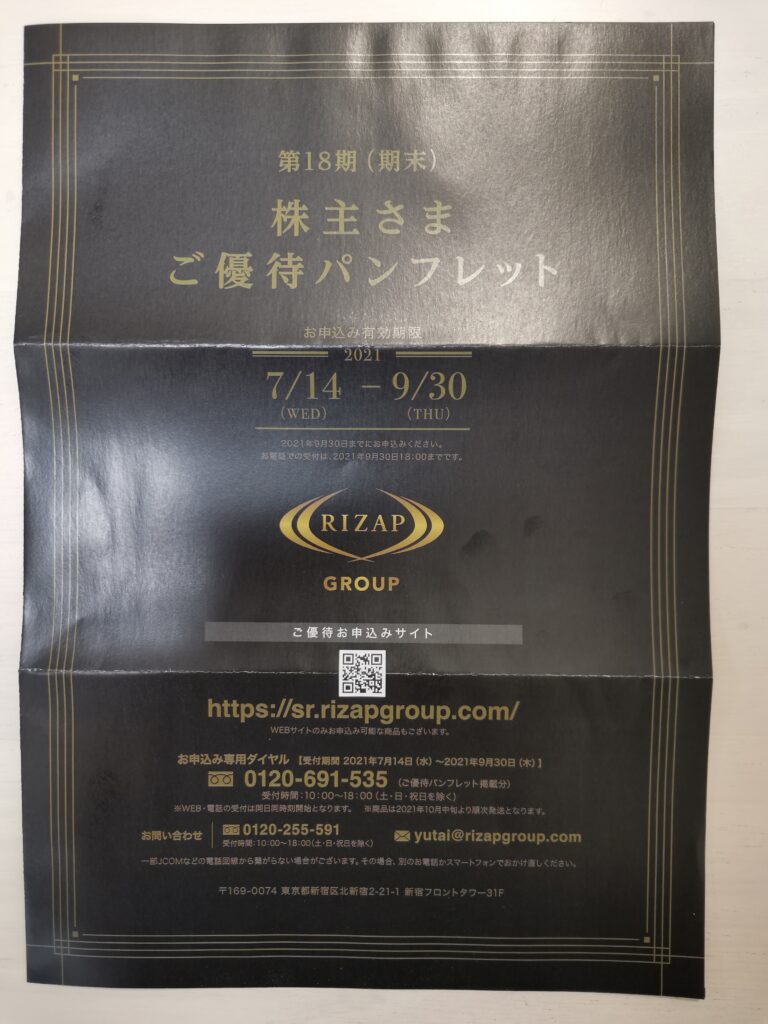 第18期（期末）
株主さま
ご優待パンフレット
お申込み有効期限
2021
7/14 － 9/30
（WED） （THU）
2021年9月30日までにお申込みください。
お電話での受付は、2021年9月30日18：00までです。
RIZAP
GROUP
ご優待お申込みサイト
https://sr.rizapgroup.com/
WEBサイトのみお申込み可能な商品もございます。
お申込み専用ダイヤル 【受付期間 2021年7月14日（水）～2021年9月30日（木）】
0120-691-535 （ご優待パンフレット掲載分）
受付時間：10：00～18：00（土・日・祝日を除く）
※WEB・電話の受付は同日同時刻開始となります。 ※商品は2021年10月中旬より順次発送となります。
お問い合わせ 0120-255-591 yutai@rizapgroup.com
受付時間：10：00～18：00（土・日・祝日を除く）
一部JCOMなどの電話回線から繋がらない場合がございます。その場合、別のお電話かスマートフォンでおかけ直しください。
〒169-0074 東京都新宿区北新宿2-21-1 新宿フロントタワー31F